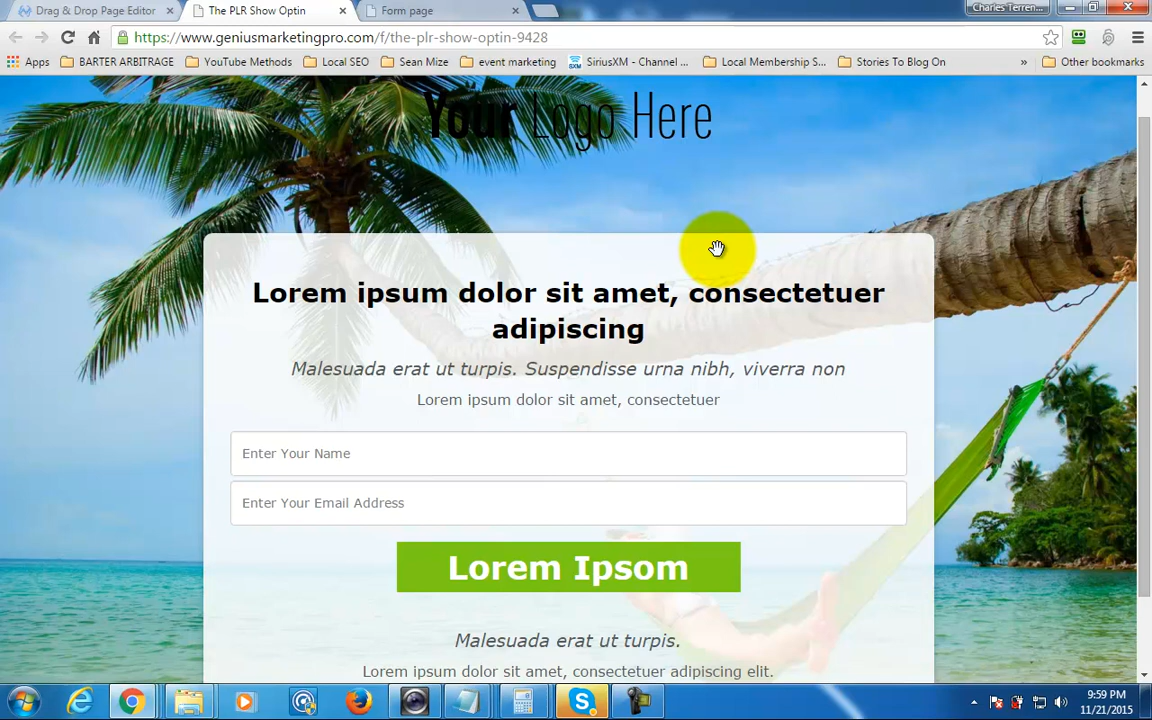 Drag & Drop Page Editor
The PLR Show Optin
Form page
Charles Terren...
https://www.geniusmarketingpro.com/f/the-plr-show-optin-9428
Apps
BARTER ARBITRAGE
YouTube Methods
Local SEO
Sean Mize
event marketing
SiriusXM - Channel ...
Local Membership S...
Stories To Blog On
»
Other bookmarks
Your Logo Here
Lorem ipsum dolor sit amet, consectetuer
adipiscing
Malesuada erat ut turpis. Suspendisse urna nibh, viverra non
Lorem ipsum dolor sit amet, consectetuer
Enter Your Name
Enter Your Email Address
Lorem Ipsom
Malesuada erat ut turpis.
Lorem ipsum dolor sit amet, consectetuer adipiscing elit.
9:59 PM
11/21/2015